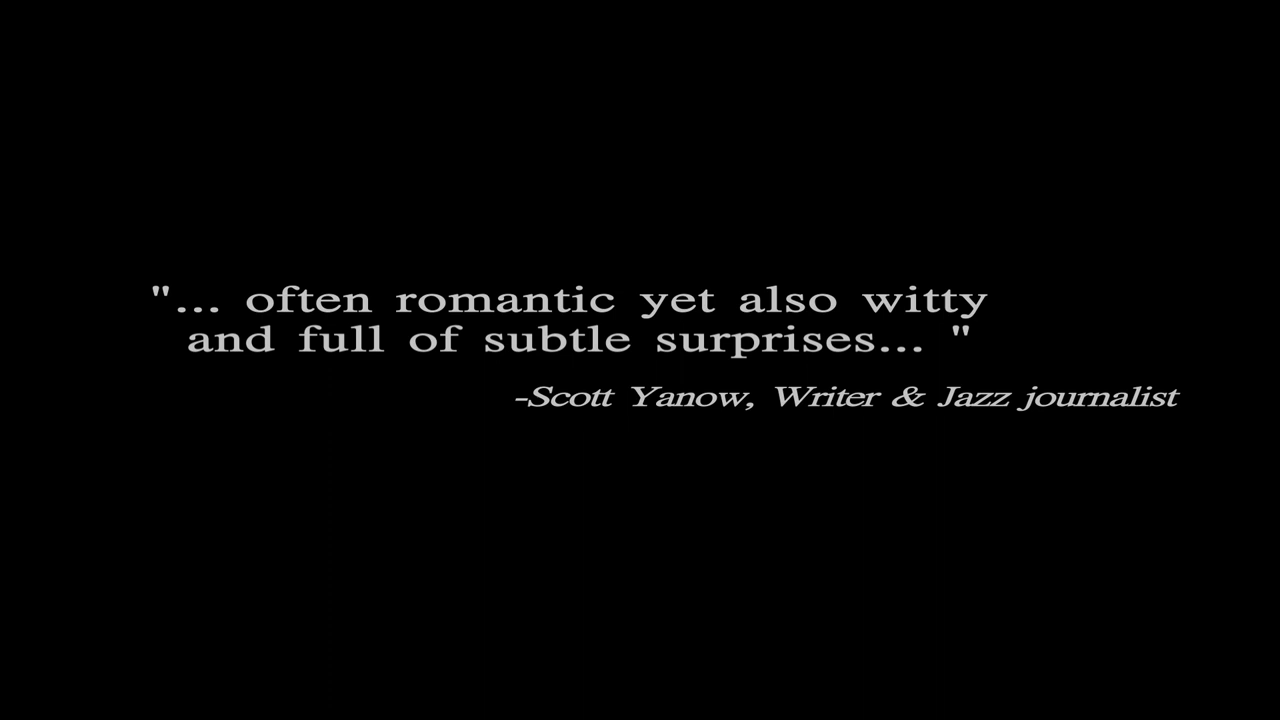 "... often romantic yet also witty
and full of subtle surprises... "
-Scott Yanow, Writer & Jazz journalist